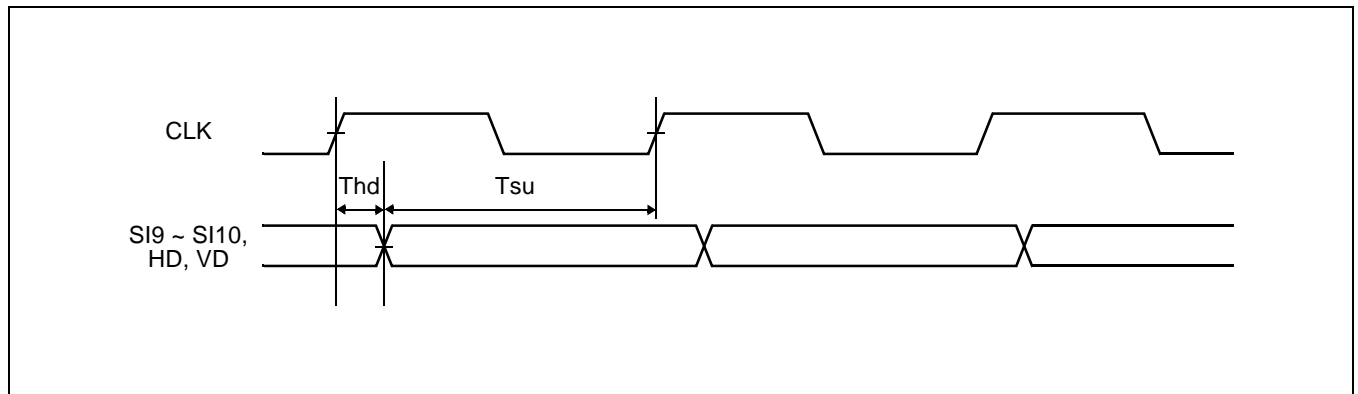 CLK
Thd
Tsu
SI9 ~ SI10,
HD, VD